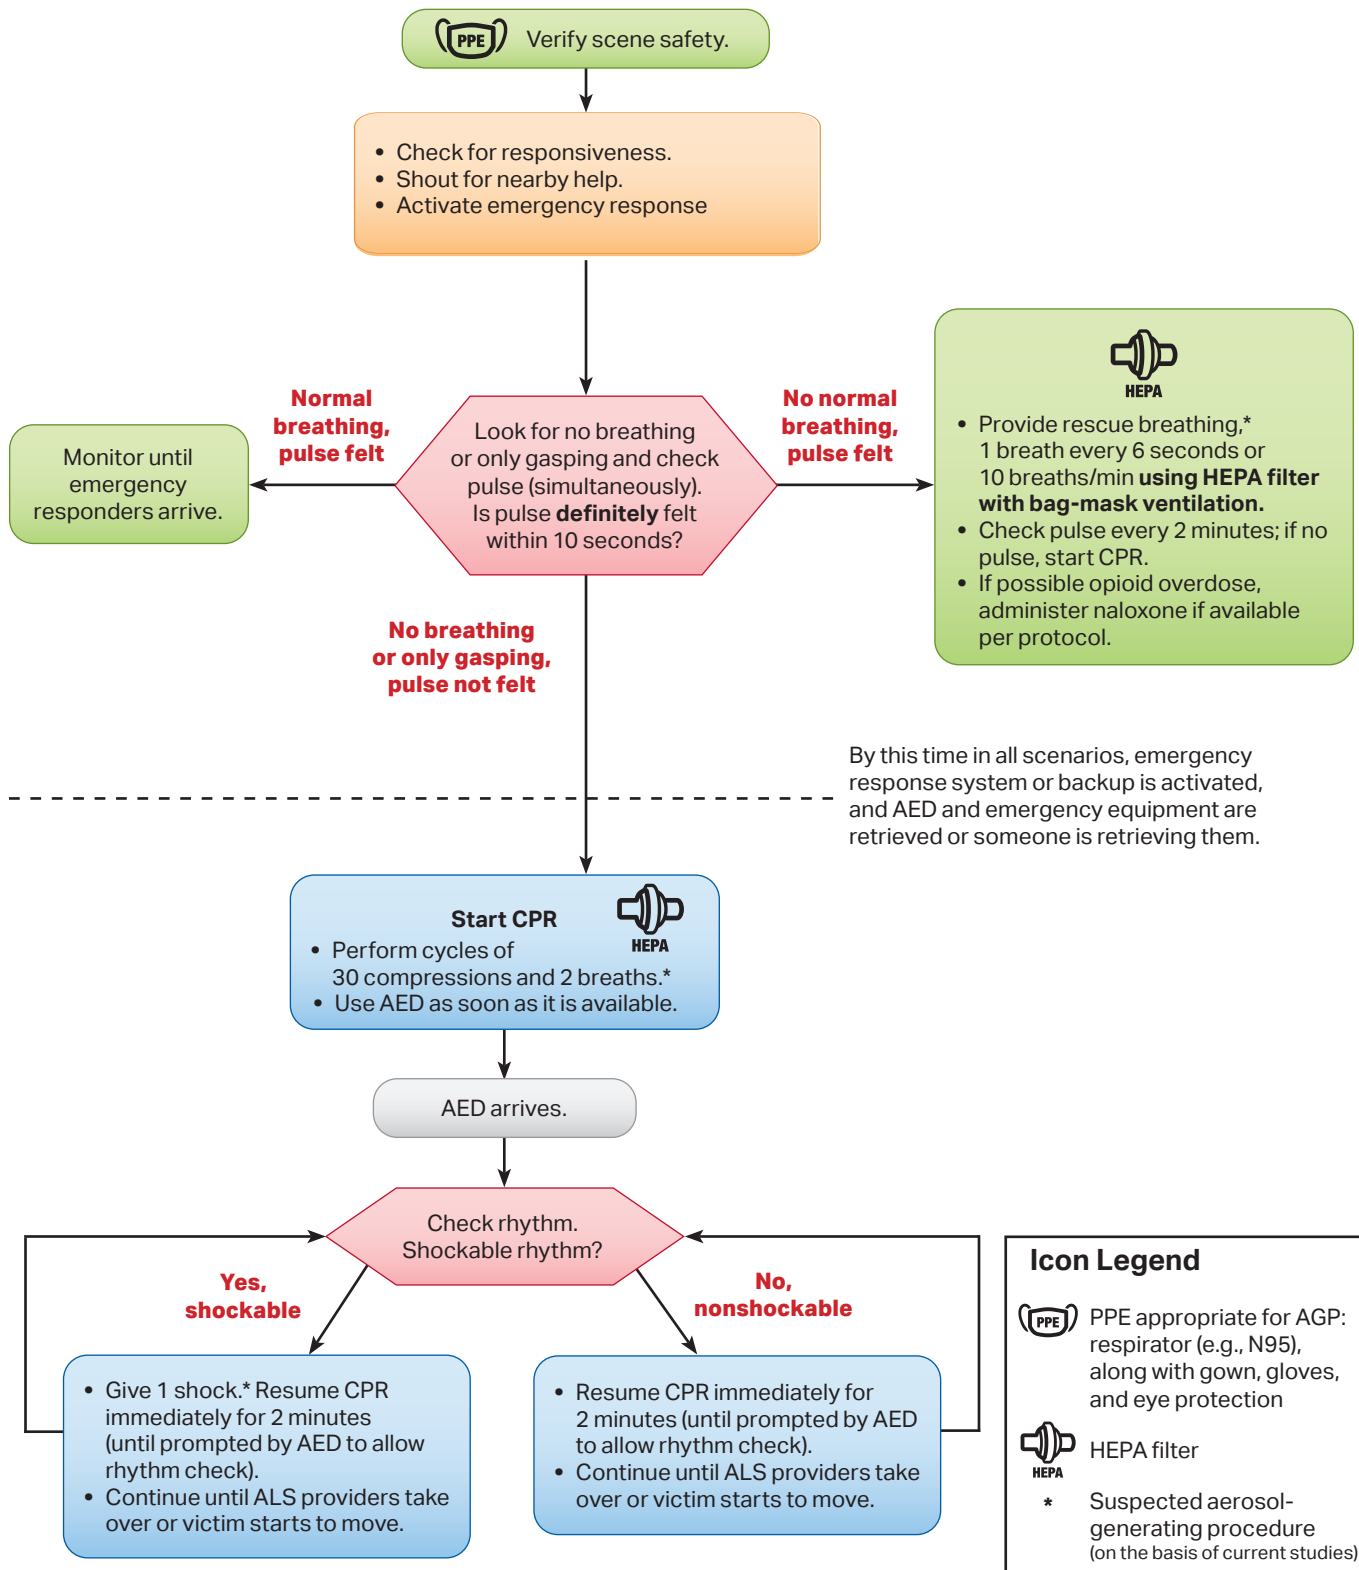 PPE
Verify scene safety.
• Check for responsiveness.
• Shout for nearby help.
• Activate emergency response
Normal
breathing,
pulse felt
No normal
breathing,
pulse felt
Monitor until
emergency
responders arrive.
Look for no breathing
or only gasping and check
pulse (simultaneously).
Is pulse definitely felt
within 10 seconds?
HEPA
• Provide rescue breathing,*
1 breath every 6 seconds or
10 breaths/min using HEPA filter
with bag-mask ventilation.
• Check pulse every 2 minutes; if no
pulse, start CPR.
• If possible opioid overdose,
administer naloxone if available
per protocol.
No breathing
or only gasping,
pulse not felt
By this time in all scenarios, emergency
response system or backup is activated,
and AED and emergency equipment are
retrieved or someone is retrieving them.
Start CPR
HEPA
• Perform cycles of
30 compressions and 2 breaths.*
• Use AED as soon as it is available.
AED arrives.
Check rhythm.
Shockable rhythm?
Yes,
shockable
No,
nonshockable
• Give 1 shock.* Resume CPR
immediately for 2 minutes
(until prompted by AED to allow
rhythm check).
• Continue until ALS providers take
over or victim starts to move.
• Resume CPR immediately for
2 minutes (until prompted by AED
to allow rhythm check).
• Continue until ALS providers take
over or victim starts to move.
Icon Legend
PPE
PPE appropriate for AGP:
respirator (e.g., N95),
along with gown, gloves,
and eye protection
HEPA
HEPA filter
* Suspected aerosol-
generating procedure
(on the basis of current studies)